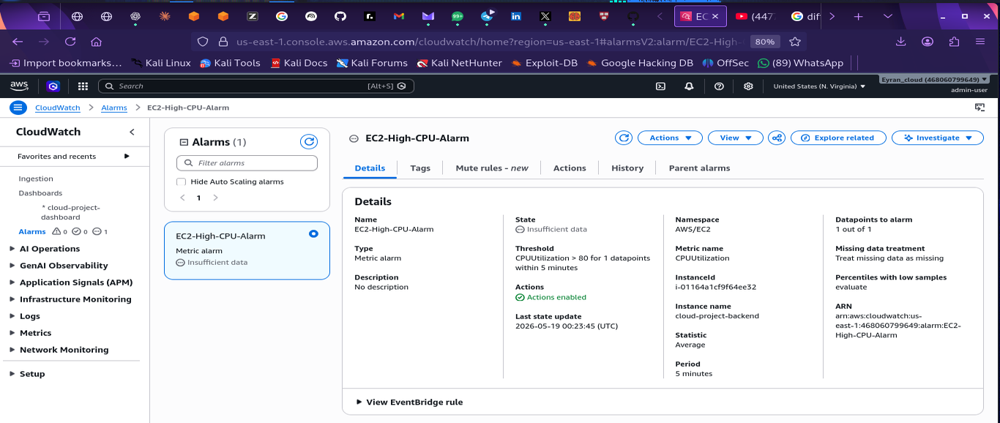 EC
(447
dif
us-east-1.console.aws.amazon.com/cloudwatch/home?region=us-east-1#alarmsV2:alarm/EC2-High-
80%
Import bookmarks...
Kali Linux
Kali Tools
Kali Docs
Kali Forums
Kali NetHunter
Exploit-DB
Google Hacking DB
OffSec
(89) WhatsApp
aws
Search
[Alt+S]
United States (N. Virginia)
Eyran_cloud (468060799649)
admin-user
CloudWatch
Alarms
EC2-High-CPU-Alarm
CloudWatch
Favorites and recents
Ingestion
Dashboards
* cloud-project-
dashboard
Alarms 0 0 1
AI Operations
GenAI Observability
Application Signals (APM)
Infrastructure Monitoring
Logs
Metrics
Network Monitoring
Setup
Alarms (1)
Filter alarms
Hide Auto Scaling alarms
1
EC2-High-CPU-Alarm
Metric alarm
Insufficient data
EC2-High-CPU-Alarm
Actions
View
Explore related
Investigate
Details
Tags
Mute rules - new
Actions
History
Parent alarms
Details
Name
EC2-High-CPU-Alarm
Type
Metric alarm
Description
No description
State
Insufficient data
Threshold
CPUUtilization > 80 for 1 datapoints
within 5 minutes
Actions
Actions enabled
Last state update
2026-05-19 00:23:45 (UTC)
Namespace
AWS/EC2
Metric name
CPUUtilization
InstanceId
i-01164a1cf9f64ee32
Instance name
cloud-project-backend
Statistic
Average
Period
5 minutes
Datapoints to alarm
1 out of 1
Missing data treatment
Treat missing data as missing
Percentiles with low samples
evaluate
ARN
arn:aws:cloudwatch:us-
east-1:468060799649:alarm:EC2-
High-CPU-Alarm
View EventBridge rule